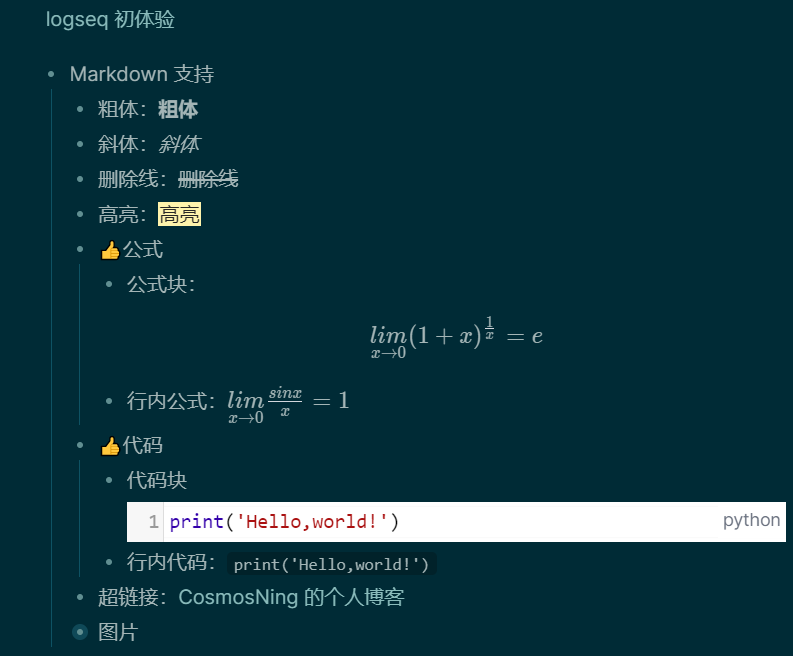 logseq 初体验
Markdown 支持
粗体：粗体
斜体：斜体
删除线：删除线
高亮：高亮
👍公式
公式块：
lim_{x→0}(1+x)^{\frac{1}{x}} = e
行内公式：lim_{x→0}\frac{sinx}{x} = 1
👍代码
代码块
1 print('Hello,world!') python
行内代码：print('Hello,world!')
超链接：CosmosNing 的个人博客
图片